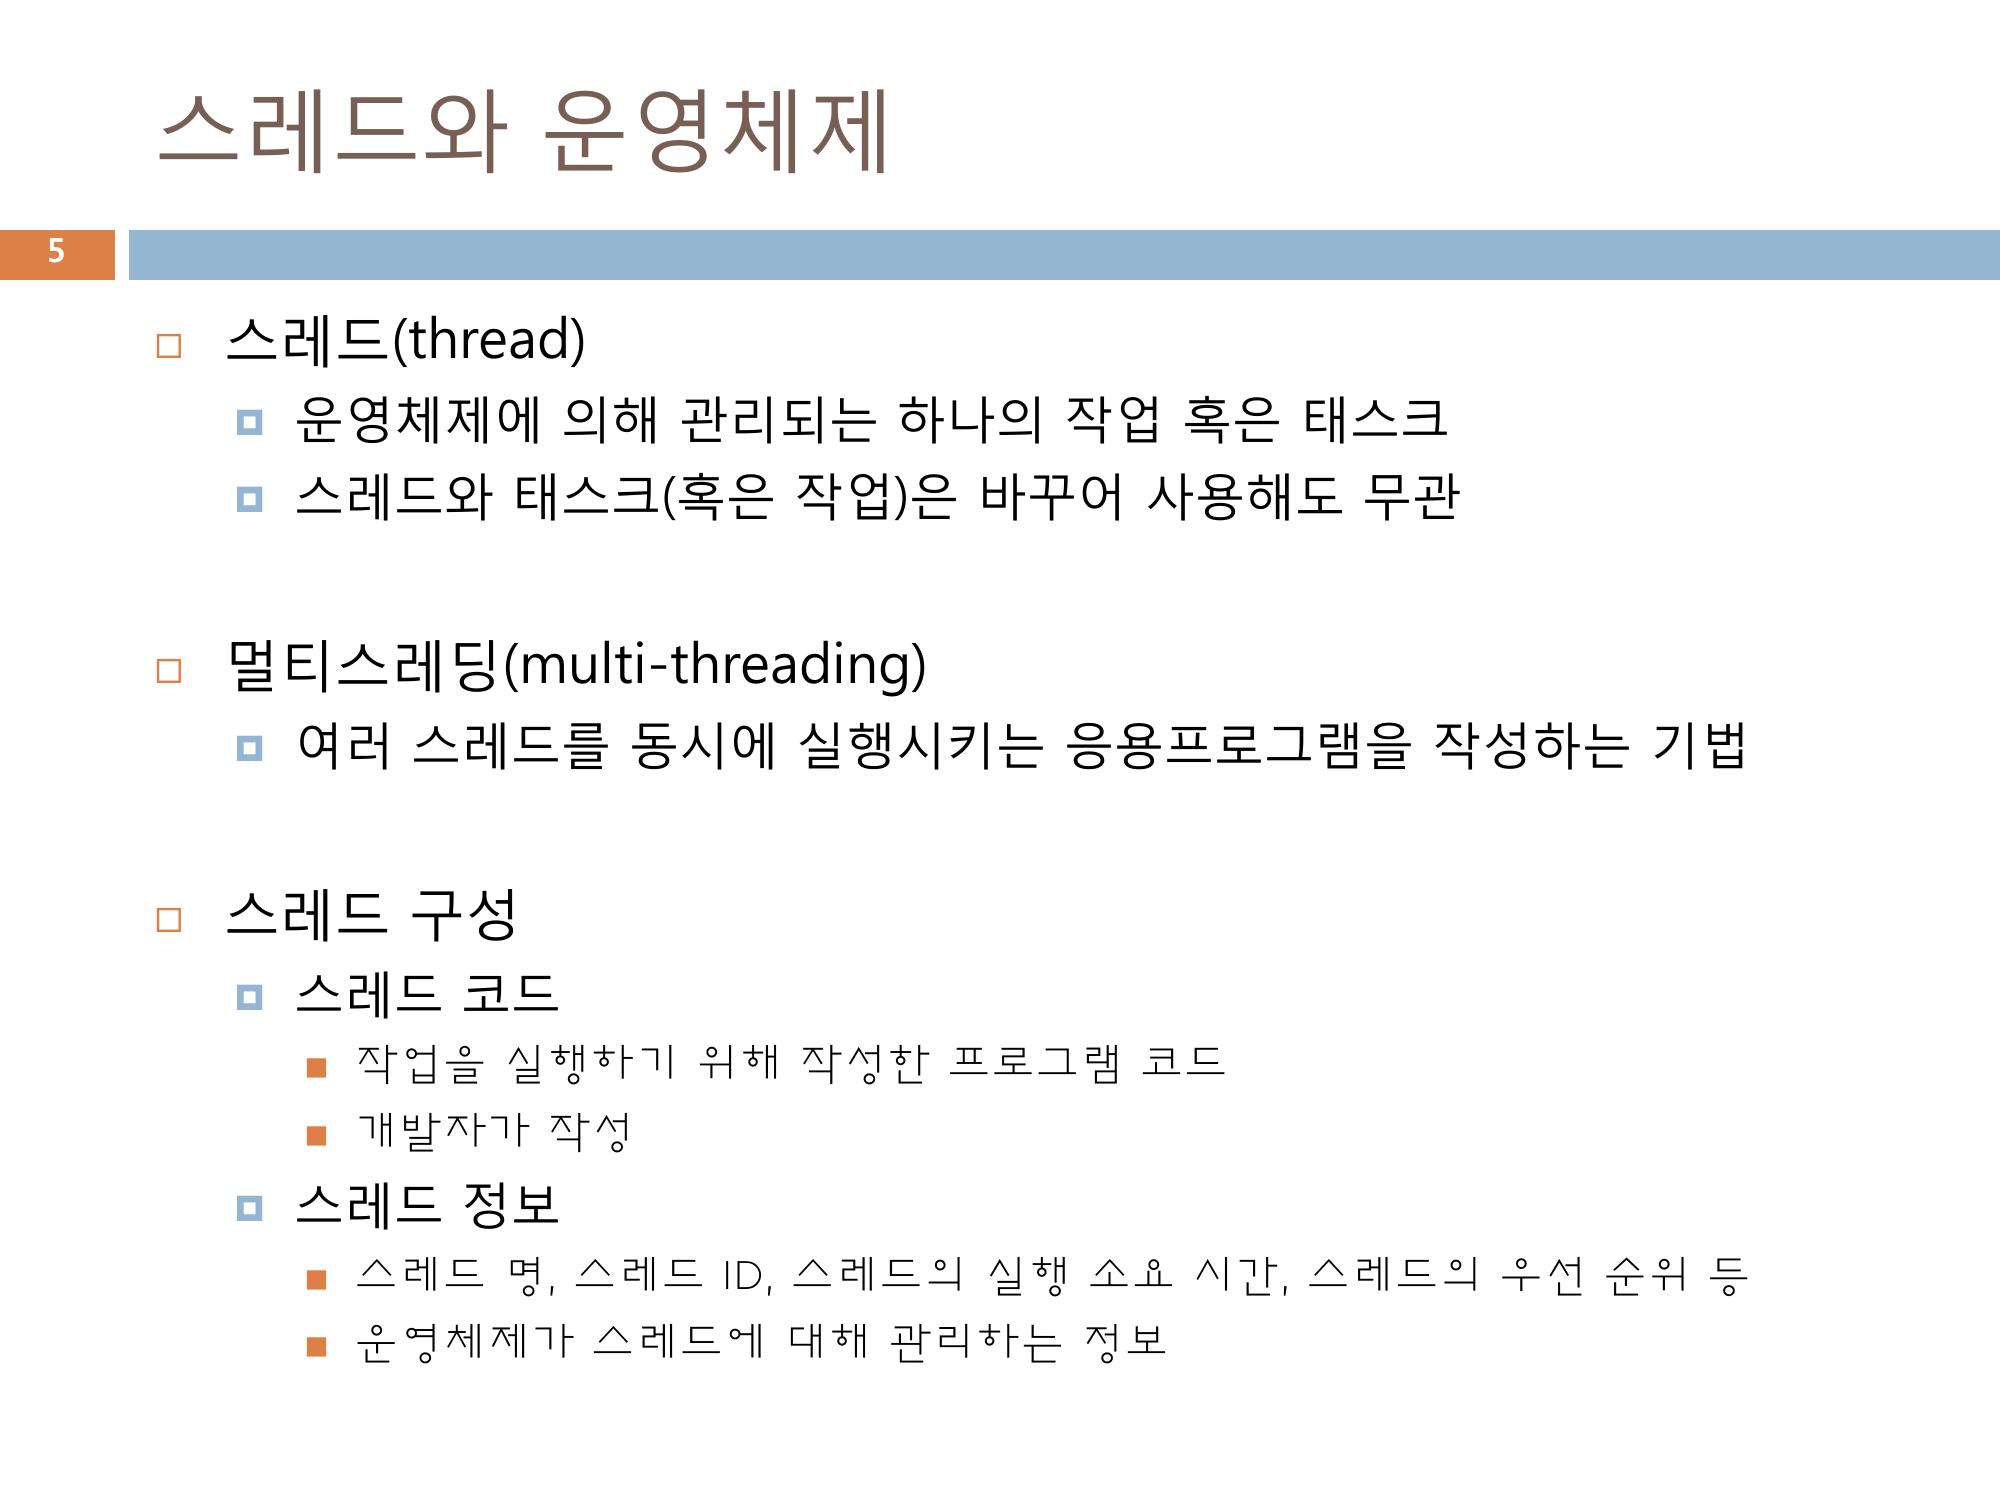 스레드와 운영체제
5
스레드(thread)
운영체제에 의해 관리되는 하나의 작업 혹은 태스크
스레드와 태스크(혹은 작업)은 바꾸어 사용해도 무관
멀티스레딩(multi-threading)
여러 스레드를 동시에 실행시키는 응용프로그램을 작성하는 기법
스레드 구성
스레드 코드
작업을 실행하기 위해 작성한 프로그램 코드
개발자가 작성
스레드 정보
스레드 명, 스레드 ID, 스레드의 실행 소요 시간, 스레드의 우선 순위 등
운영체제가 스레드에 대해 관리하는 정보